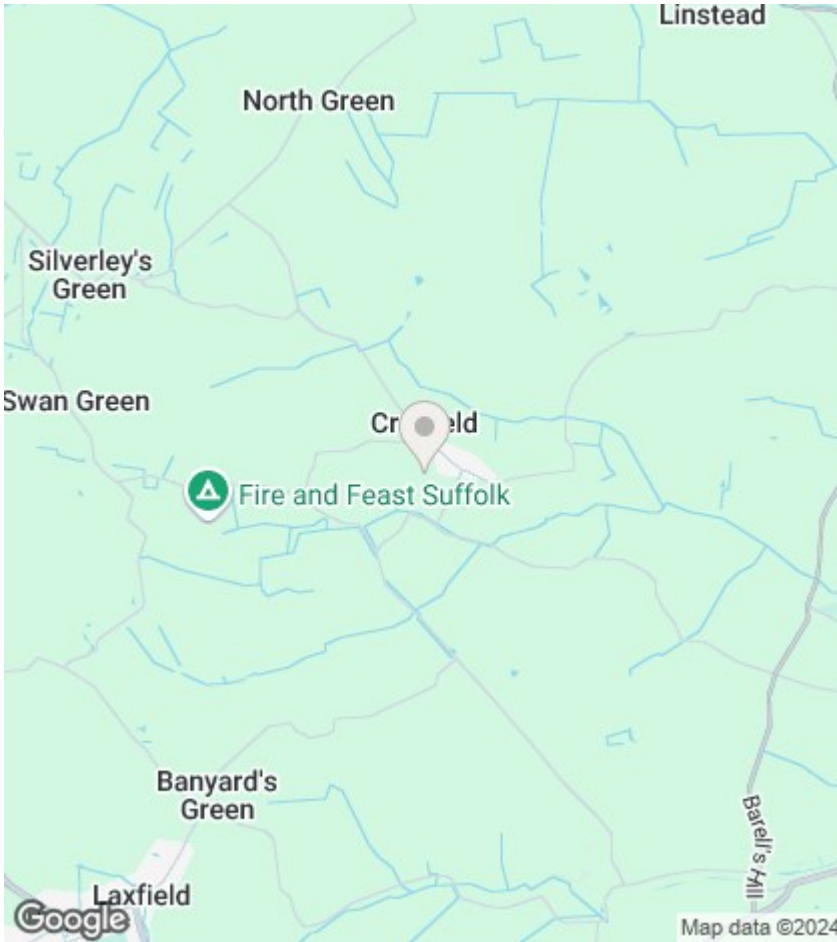 Linstead
North Green
Silverley's
Green
Swan Green
Fire and Feast Suffolk
Banyard's
Green
Barell's Hill
Laxfield
Google
Map data ©2024